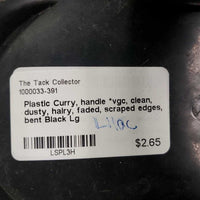 The Tack Collector
1000033-391
Plastic Curry, handle *vgc, clean,
dusty, hairy, faded, scraped edges,
bent Black Lg
LSPL3H
$2.65